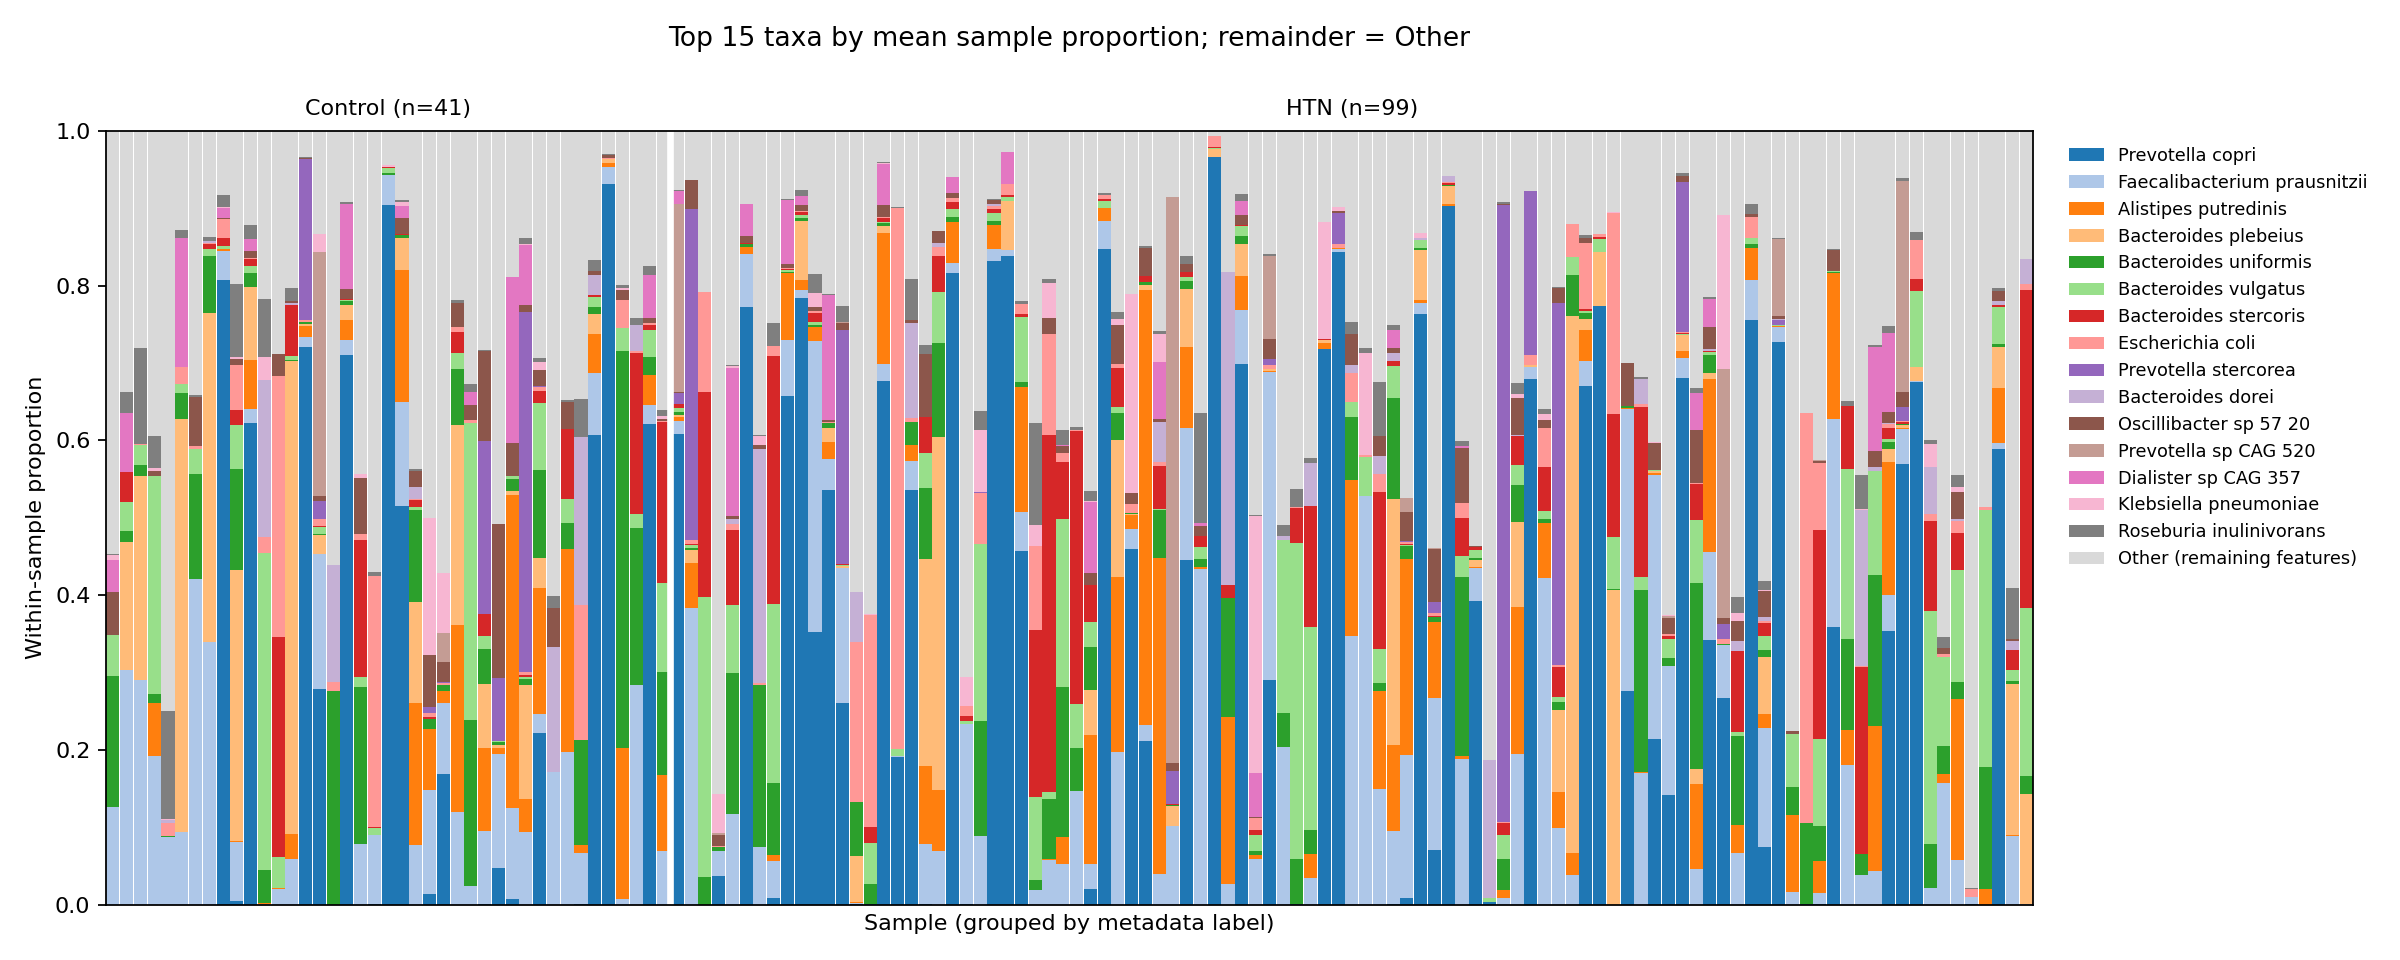 Top 15 taxa by mean sample proportion; remainder = Other
Control (n=41)
HTN (n=99)
1.0
0.8
0.6
0.4
0.2
0.0
Within-sample proportion
Sample (grouped by metadata label)
Prevotella copri
Faecalibacterium prausnitzii
Alistipes putredinis
Bacteroides plebeius
Bacteroides uniformis
Bacteroides vulgatus
Bacteroides stercoris
Escherichia coli
Prevotella stercorea
Bacteroides dorei
Oscillibacter sp 57 20
Prevotella sp CAG 520
Dialister sp CAG 357
Klebsiella pneumoniae
Roseburia inulinivorans
Other (remaining features)